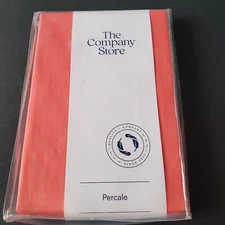 The
Company
Store
Percale